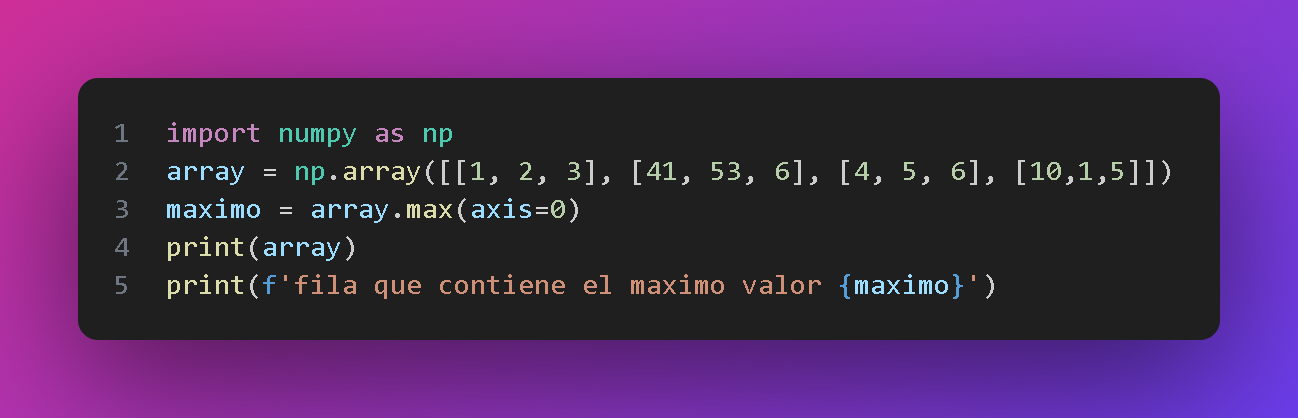 1 import numpy as np
2 array = np.array([[1, 2, 3], [41, 53, 6], [4, 5, 6], [10,1,5]])
3 maximo = array.max(axis=0)
4 print(array)
5 print(f'fila que contiene el maximo valor {maximo}')